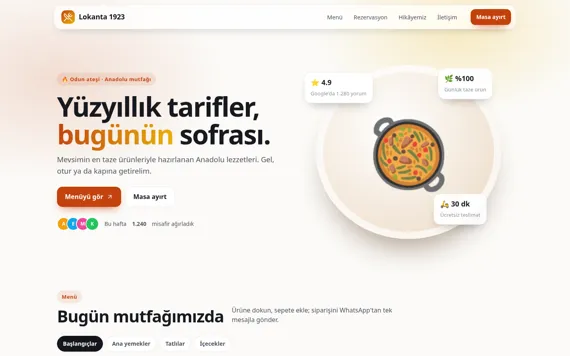 Lokanta 1923
Menü
Rezervasyon
Hikâyemiz
İletişim
Masa ayırt
🔥 Odun ateşi · Anadolu mutfağı
Yüzyıllık tarifler,
bugünün sofrası.
Mevsimin en taze ürünleriyle hazırlanan Anadolu lezzetleri. Gel,
otur ya da kapına getirelim.
Menüyü gör ↗
Masa ayırt
Bu hafta 1.240 misafir ağırladık
⭐ 4.9
Google'da 1.280 yorum
🌿 %100
Günlük taze ürün
🛵 30 dk
Ücretsiz teslimat
Menü
Bugün mutfağımızda
Ürüne dokun, sepete ekle; siparişini WhatsApp'tan tek
mesajla gönder.
Başlangıçlar
Ana yemekler
Tatlılar
İçecekler